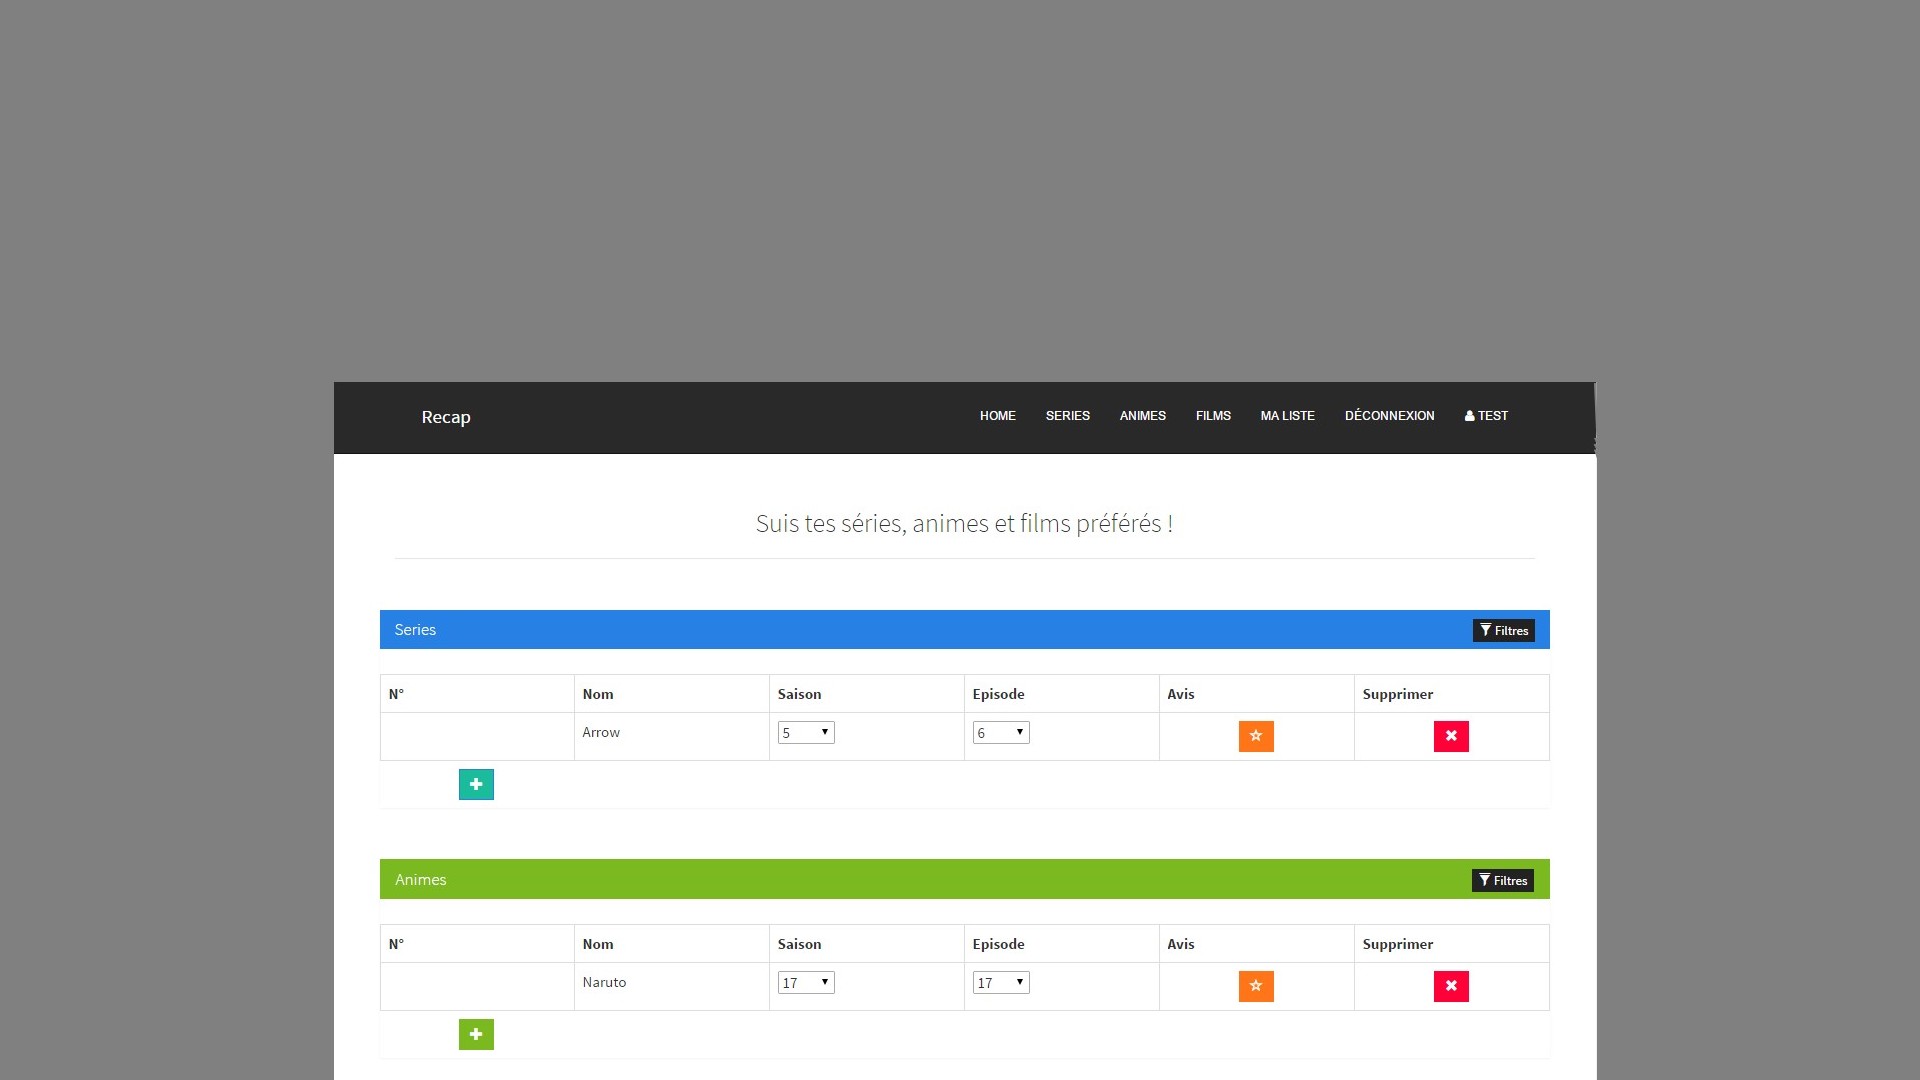 Recap HOME SERIES ANIMES FILMS MA LISTE DÉCONNEXION TEST
Suis tes séries, animes et films préférés !
Series Filtres
N° Nom Saison Episode Avis Supprimer
Arrow 5 6
Animes Filtres
N° Nom Saison Episode Avis Supprimer
Naruto 17 17